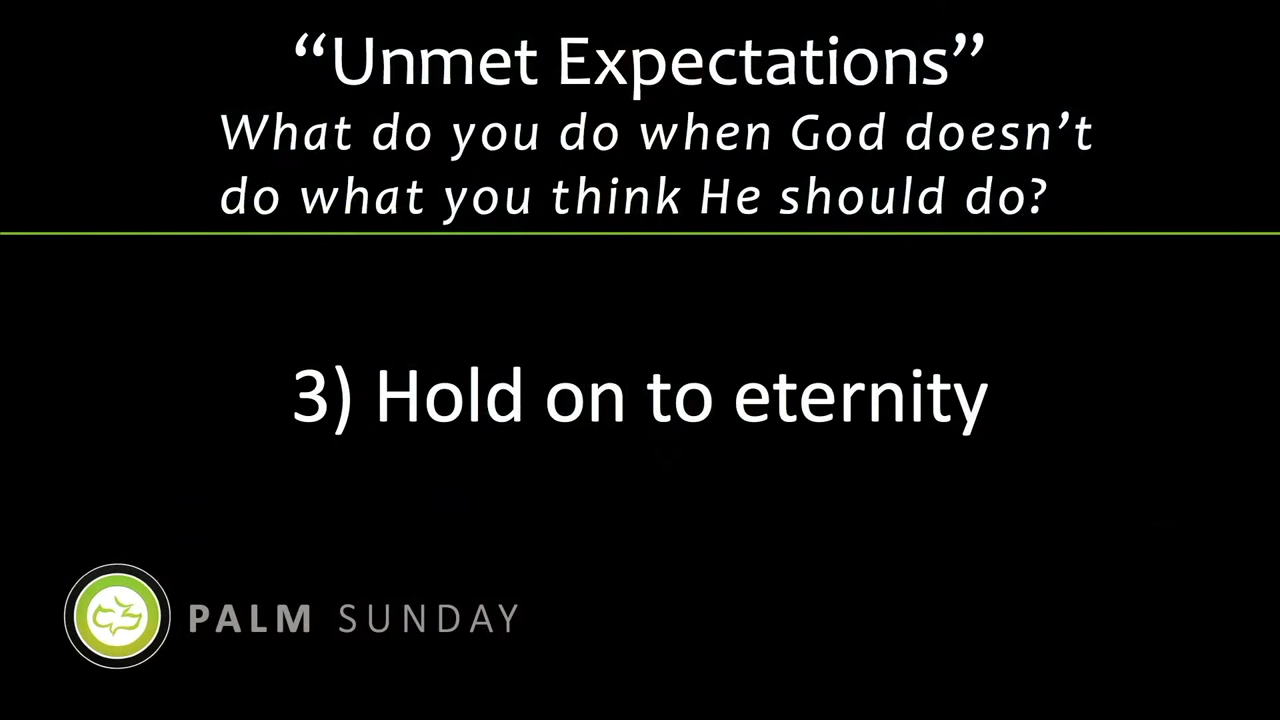 “Unmet Expectations”
What do you do when God doesn’t
do what you think He should do?
3) Hold on to eternity
PALM SUNDAY